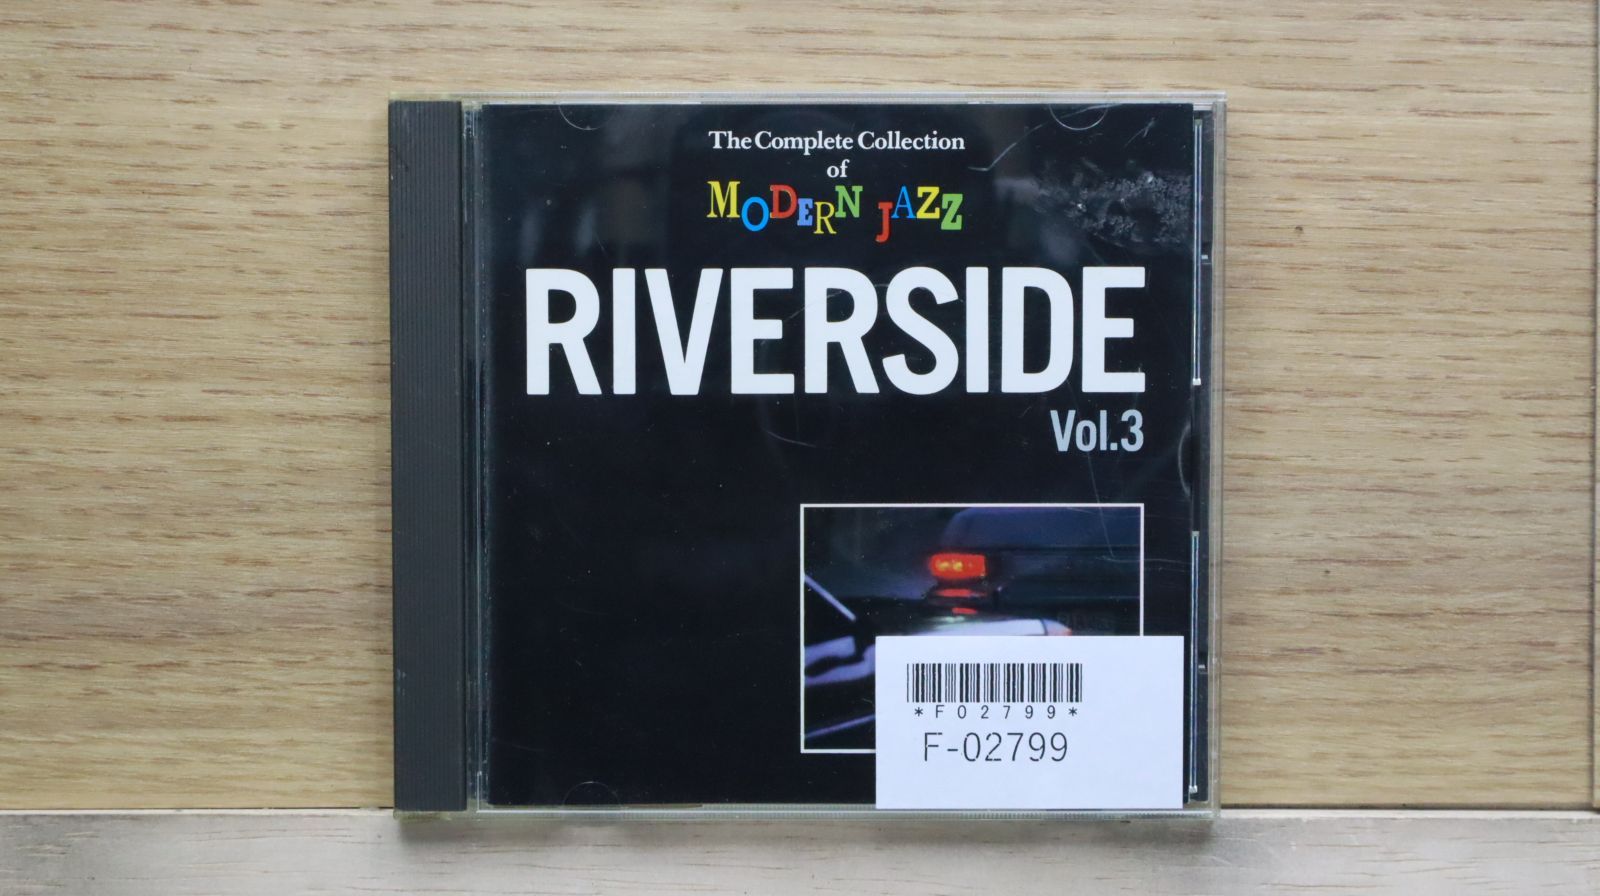 The Complete Collection
of
MODERN JAZZ
RIVERSIDE
Vol.3
*F02799*
F-02799